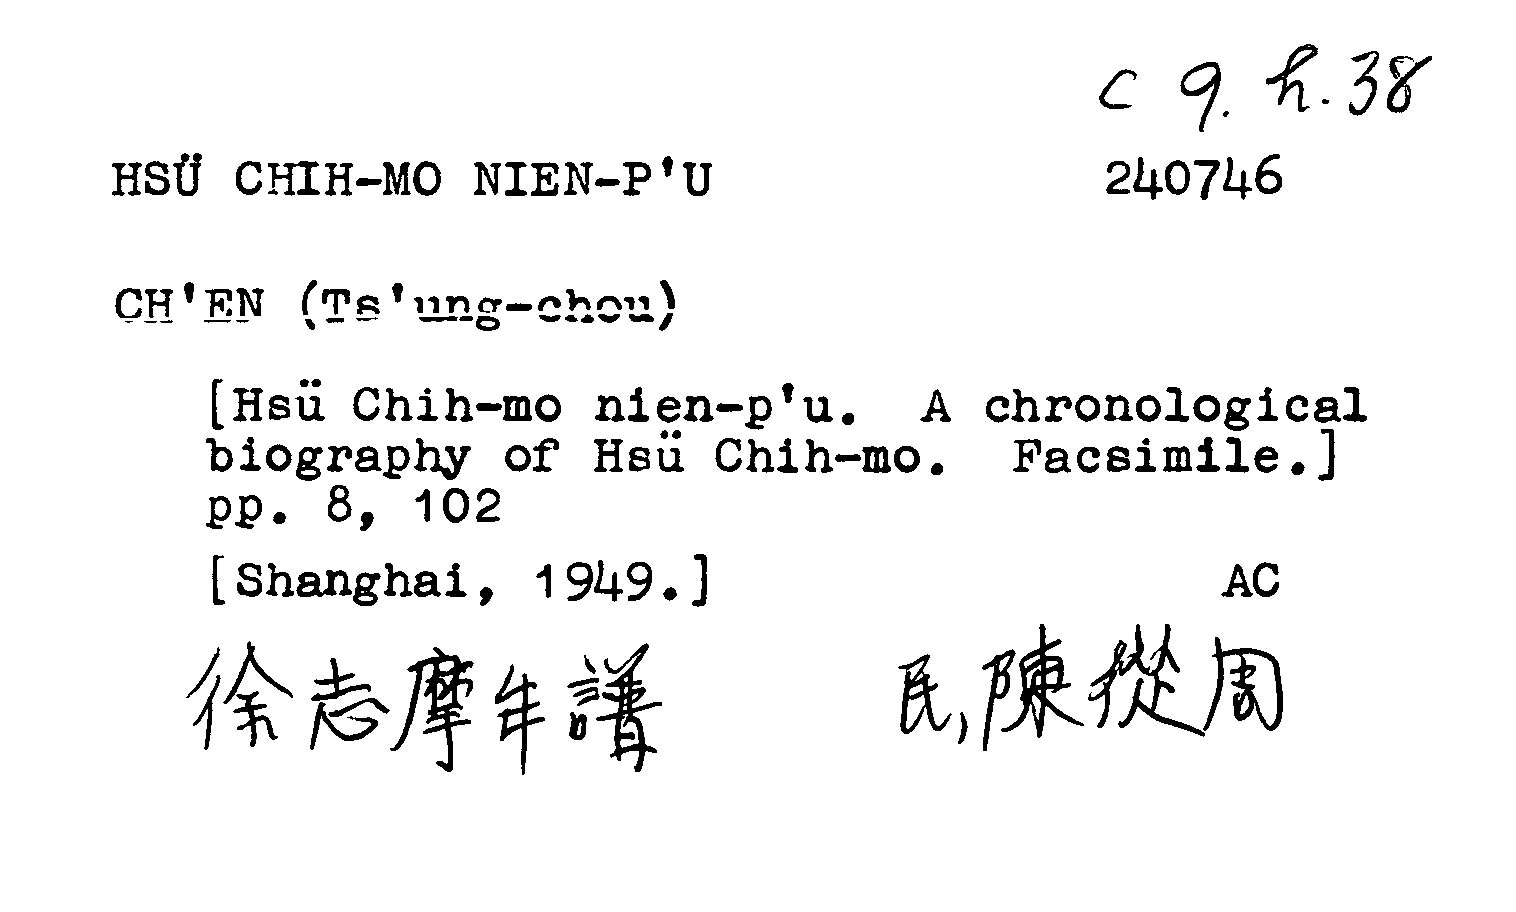 c 9. h. 38
HSÜ CHIH-MO NIEN-P'U 240746
CH'EN (Ts'ung-chou)
[Hsü Chih-mo nien-p'u. A chronological
biography of Hsü Chih-mo. Facsimile.]
pp. 8, 102
[Shanghai, 1949.] AC
徐志摩年譜 民,陳從周